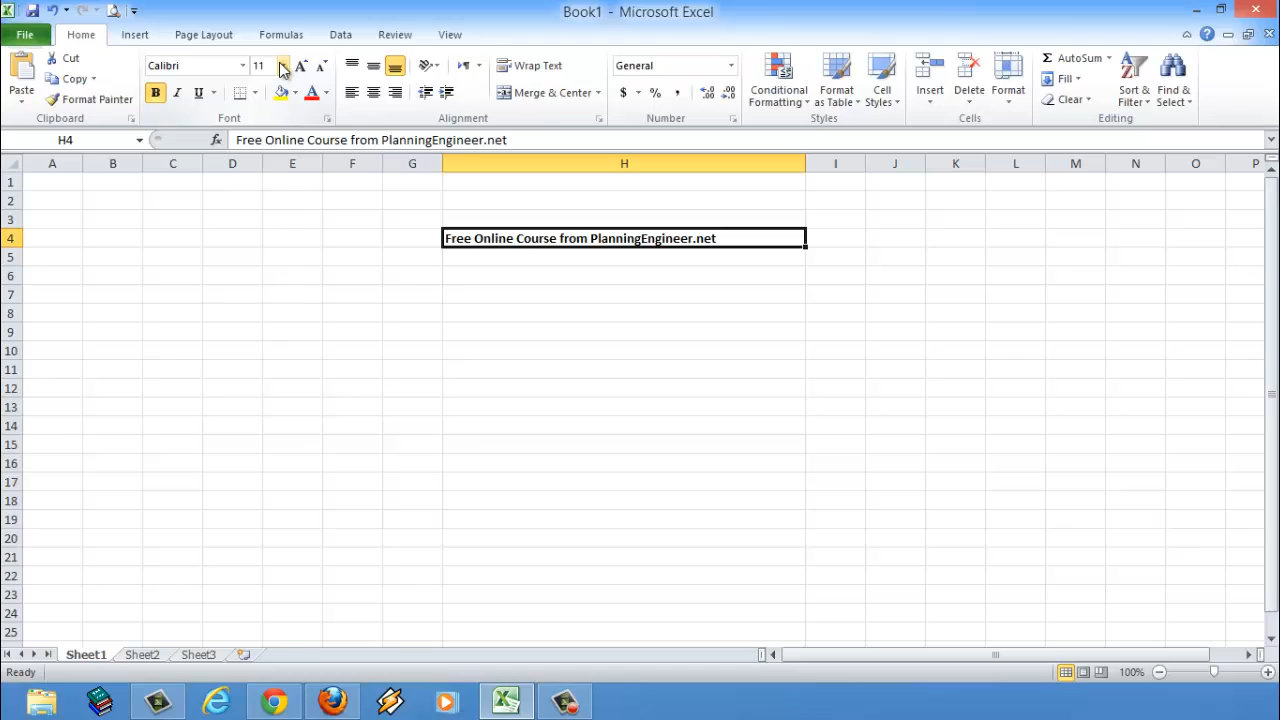 Book1 - Microsoft Excel
File Home Insert Page Layout Formulas Data Review View
Paste
Cut
Copy
Format Painter
Clipboard
Calibri 11 A A
B I U A
Font
Wrap Text
Merge & Center
Alignment
General
$ % , .00 .0
Number
Conditional Formatting
Format as Table
Cell Styles
Styles
Insert Delete Format
Cells
Σ AutoSum
Fill
Clear
Sort & Filter
Find & Select
Editing
H4 fx Free Online Course from PlanningEngineer.net
A B C D E F G H I J K L M N O P
1
2
3
4 Free Online Course from PlanningEngineer.net
5
6
7
8
9
10
11
12
13
14
15
16
17
18
19
20
21
22
23
24
25
Sheet1 Sheet2 Sheet3
Ready 100%